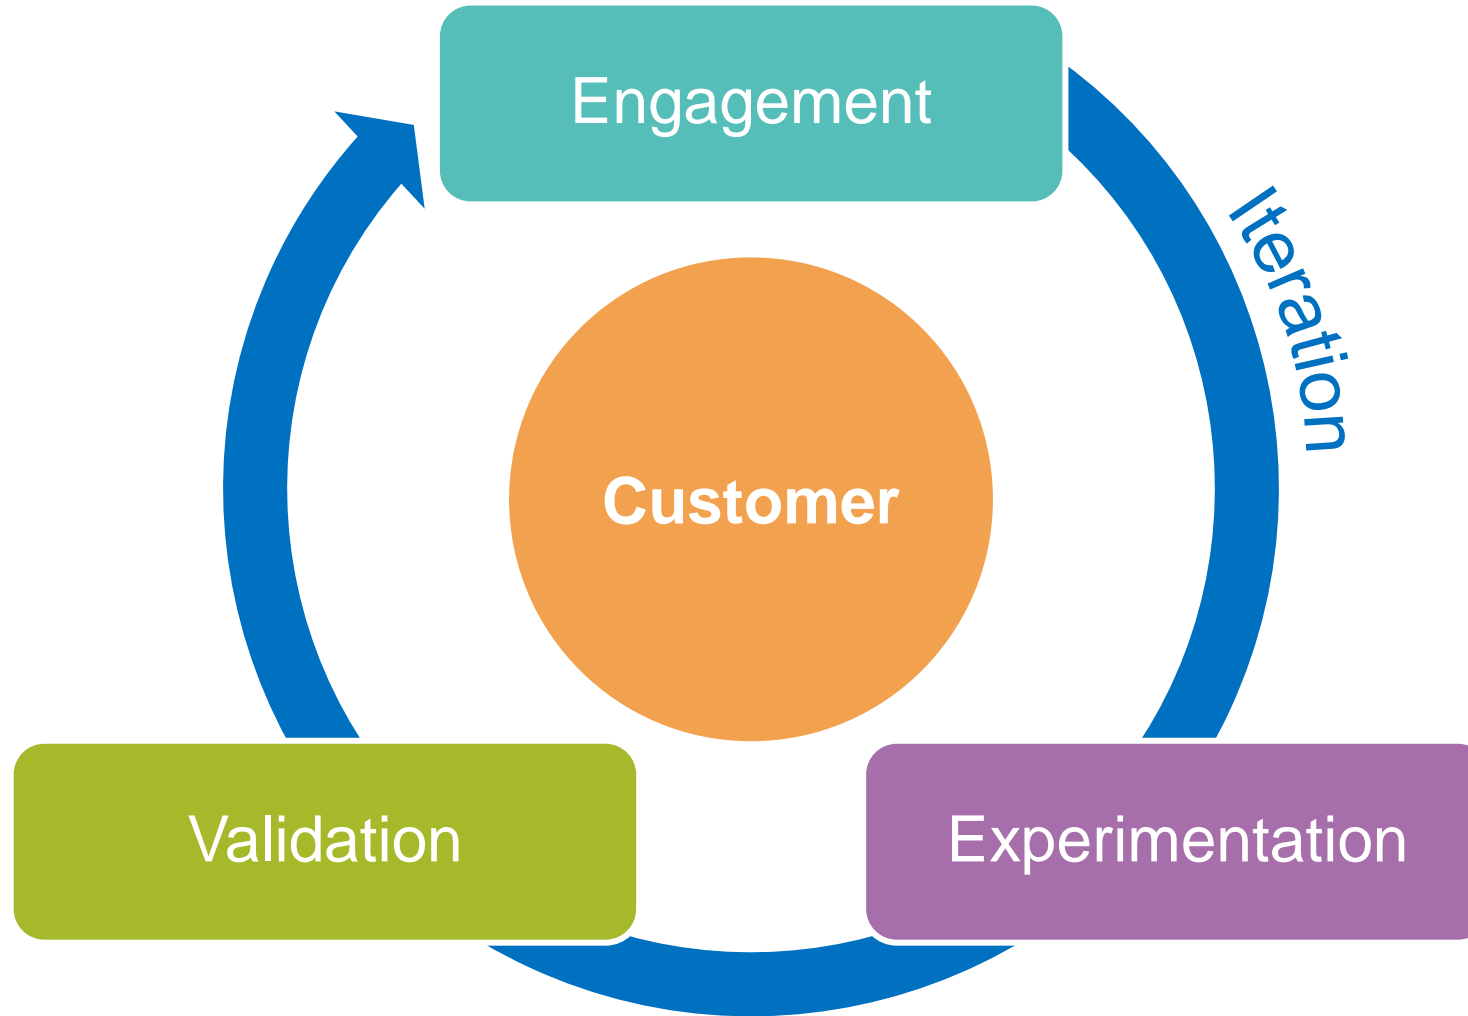 Engagement
Iteration
Customer
Validation
Experimentation